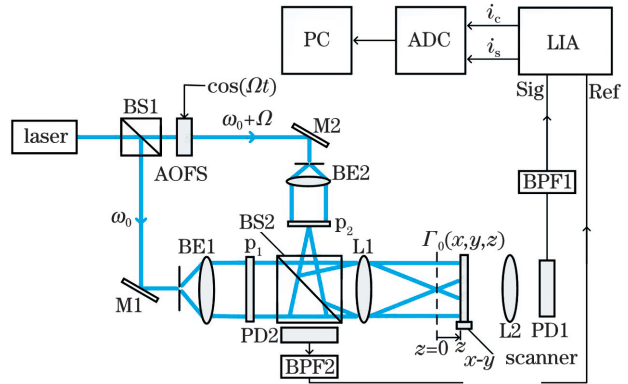 PC
ADC
i_c
i_s
LIA
Sig
Ref
cos(Ωt)
BS1
laser
AOFS
ω₀+Ω
M2
BE2
BPF1
ω₀
BS2
p₂
BE1
p₁
L1
Γ₀(x,y,z)
M1
PD2
L2
PD1
z=0
z
x-y scanner
BPF2